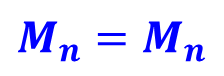 Mₙ = Mₙ